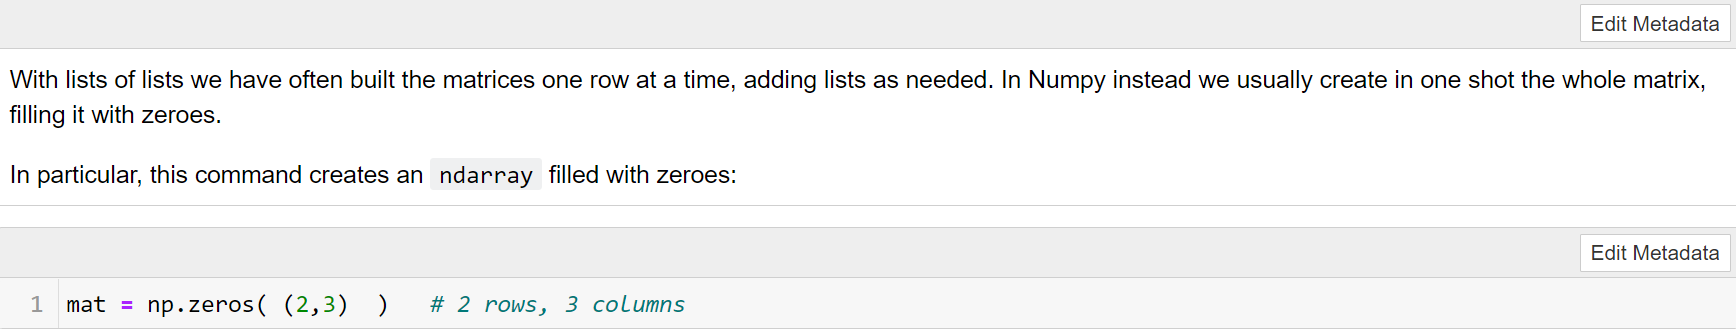 Edit Metadata
With lists of lists we have often built the matrices one row at a time, adding lists as needed. In Numpy instead we usually create in one shot the whole matrix,
filling it with zeroes.
In particular, this command creates an ndarray filled with zeroes:
Edit Metadata
1 mat = np.zeros( (2,3)  )   # 2 rows, 3 columns